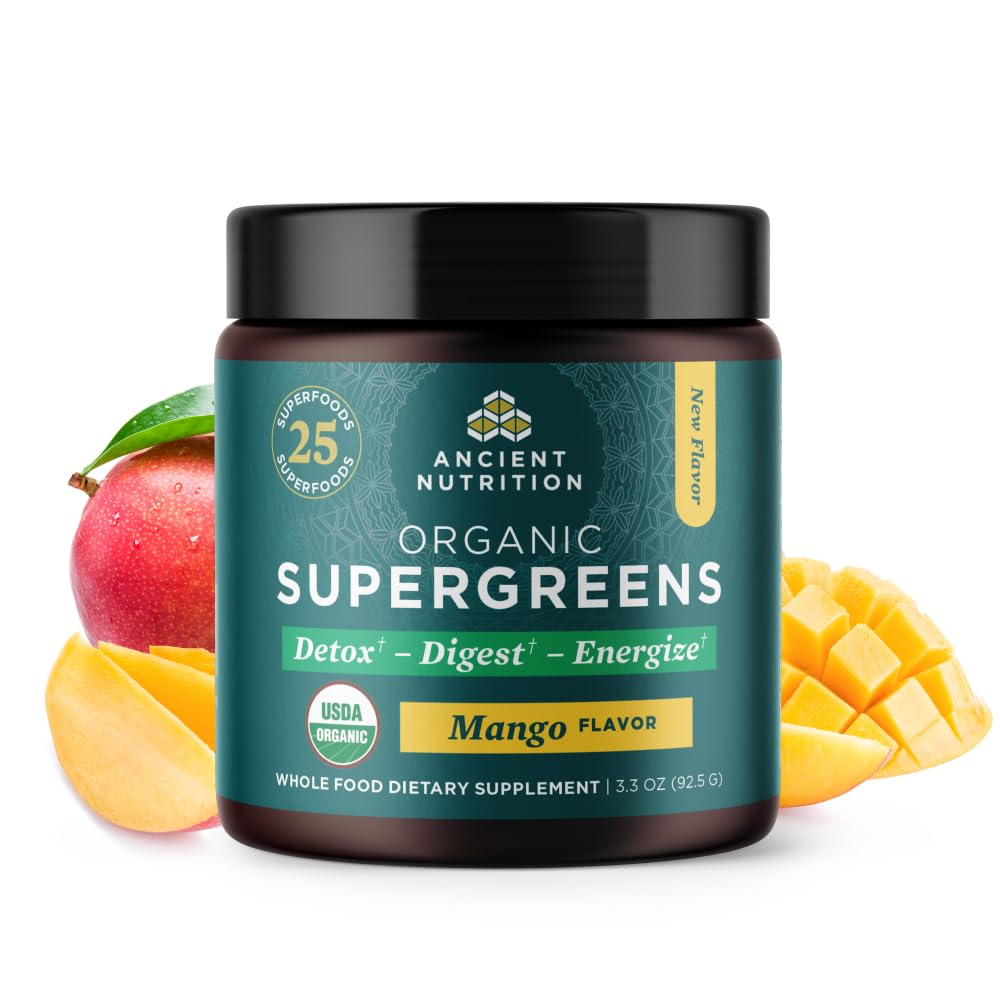 SUPERFOODS
25
SUPERFOODS
New Flavor
ANCIENT
NUTRITION
ORGANIC
SUPERGREENS
Detox† – Digest† – Energize†
USDA
ORGANIC
Mango FLAVOR
WHOLE FOOD DIETARY SUPPLEMENT | 3.3 OZ (92.5 G)